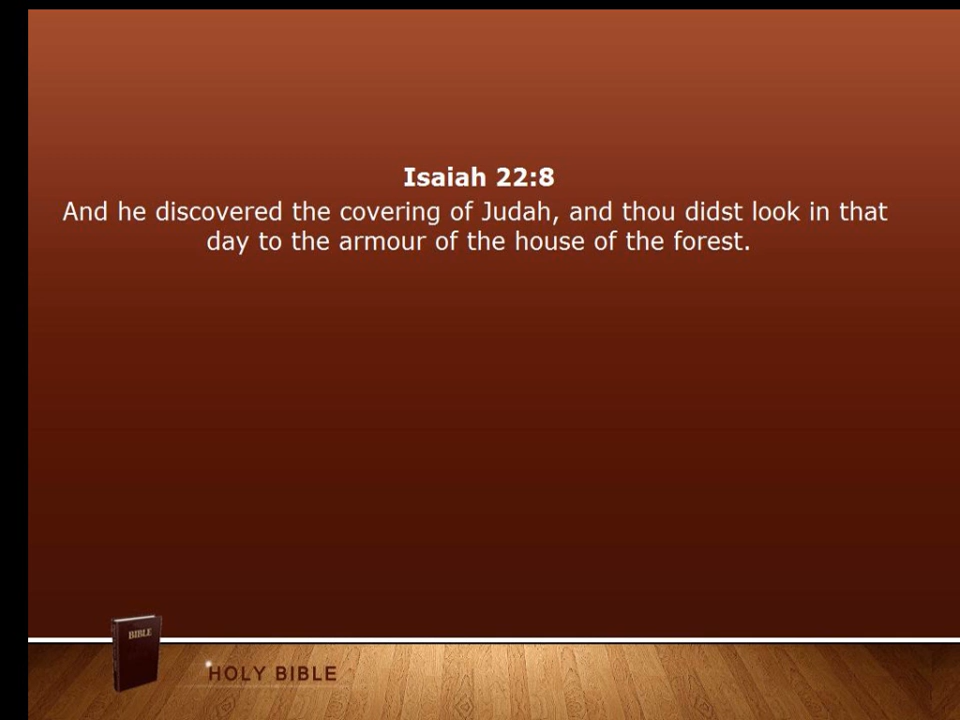 Isaiah 22:8
And he discovered the covering of Judah, and thou didst look in that
day to the armour of the house of the forest.
BIBLE
HOLY BIBLE